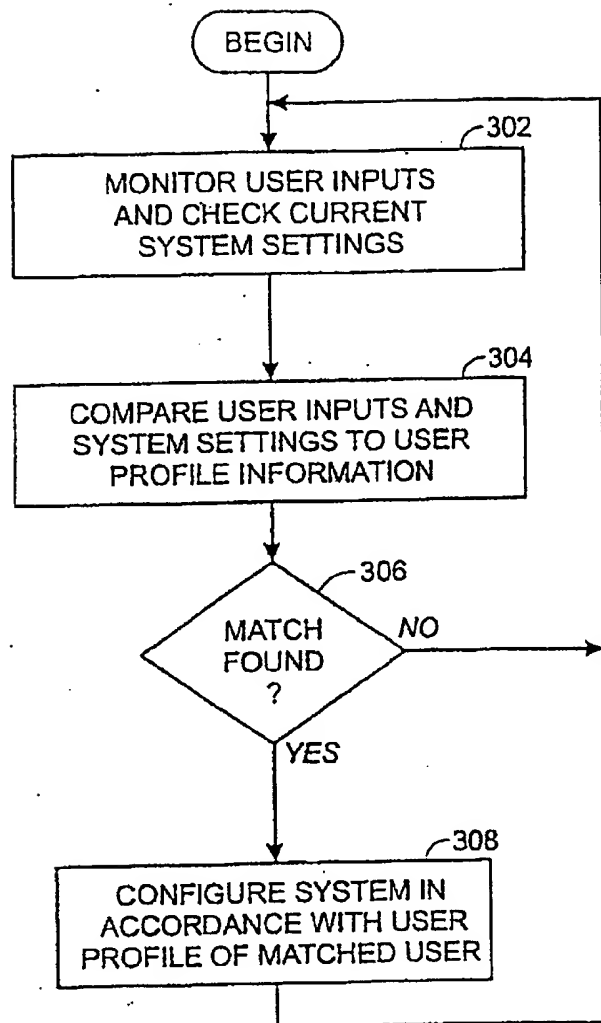 BEGIN
302
MONITOR USER INPUTS
AND CHECK CURRENT
SYSTEM SETTINGS
304
COMPARE USER INPUTS AND
SYSTEM SETTINGS TO USER
PROFILE INFORMATION
306
MATCH
FOUND
?
NO
YES
308
CONFIGURE SYSTEM IN
ACCORDANCE WITH USER
PROFILE OF MATCHED USER